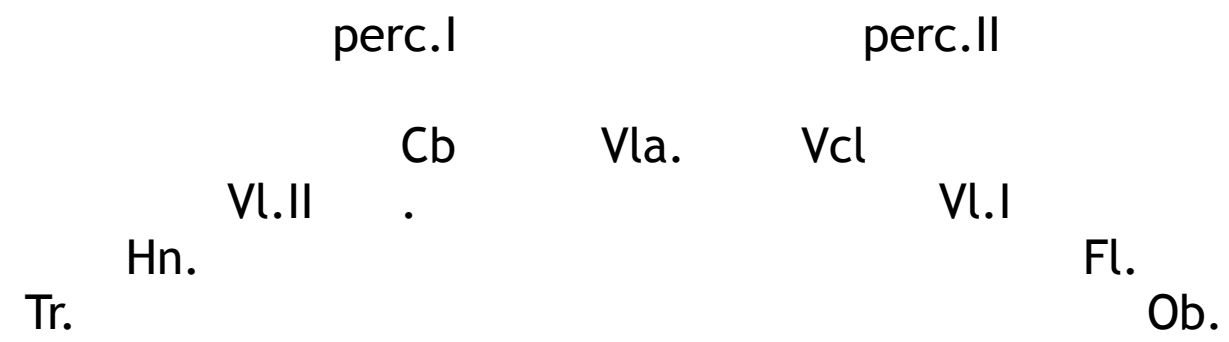 perc.I perc.II
Cb Vla. Vcl
Vl.II . Vl.I
Hn. Fl.
Tr. Ob.